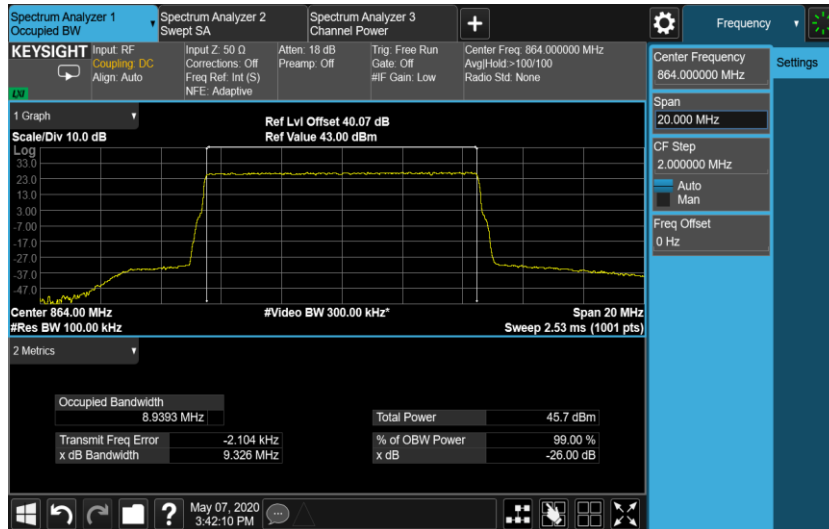 Spectrum Analyzer 1
Occupied BW
Spectrum Analyzer 2
Swept SA
Spectrum Analyzer 3
Channel Power
Frequency
KEYSIGHT
LXI
Input: RF
Coupling: DC
Align: Auto
Input Z: 50 Ω
Corrections: Off
Freq Ref: Int (S)
NFE: Adaptive
Atten: 18 dB
Preamp: Off
Trig: Free Run
Gate: Off
#IF Gain: Low
Center Freq: 864.000000 MHz
Avg|Hold:>100/100
Radio Std: None
Center Frequency
864.000000 MHz
Settings
Span
20.000 MHz
CF Step
2.000000 MHz
Auto
Man
Freq Offset
0 Hz
1 Graph
Scale/Div 10.0 dB
Ref Lvl Offset 40.07 dB
Ref Value 43.00 dBm
Log
33.0
23.0
13.0
3.00
-7.00
-17.0
-27.0
-37.0
-47.0
Center 864.00 MHz
#Video BW 300.00 kHz*
Span 20 MHz
#Res BW 100.00 kHz
Sweep 2.53 ms (1001 pts)
2 Metrics
Occupied Bandwidth
8.9393 MHz
Total Power 45.7 dBm
Transmit Freq Error -2.104 kHz
% of OBW Power 99.00 %
x dB Bandwidth 9.326 MHz
x dB -26.00 dB
?
May 07, 2020
3:42:10 PM